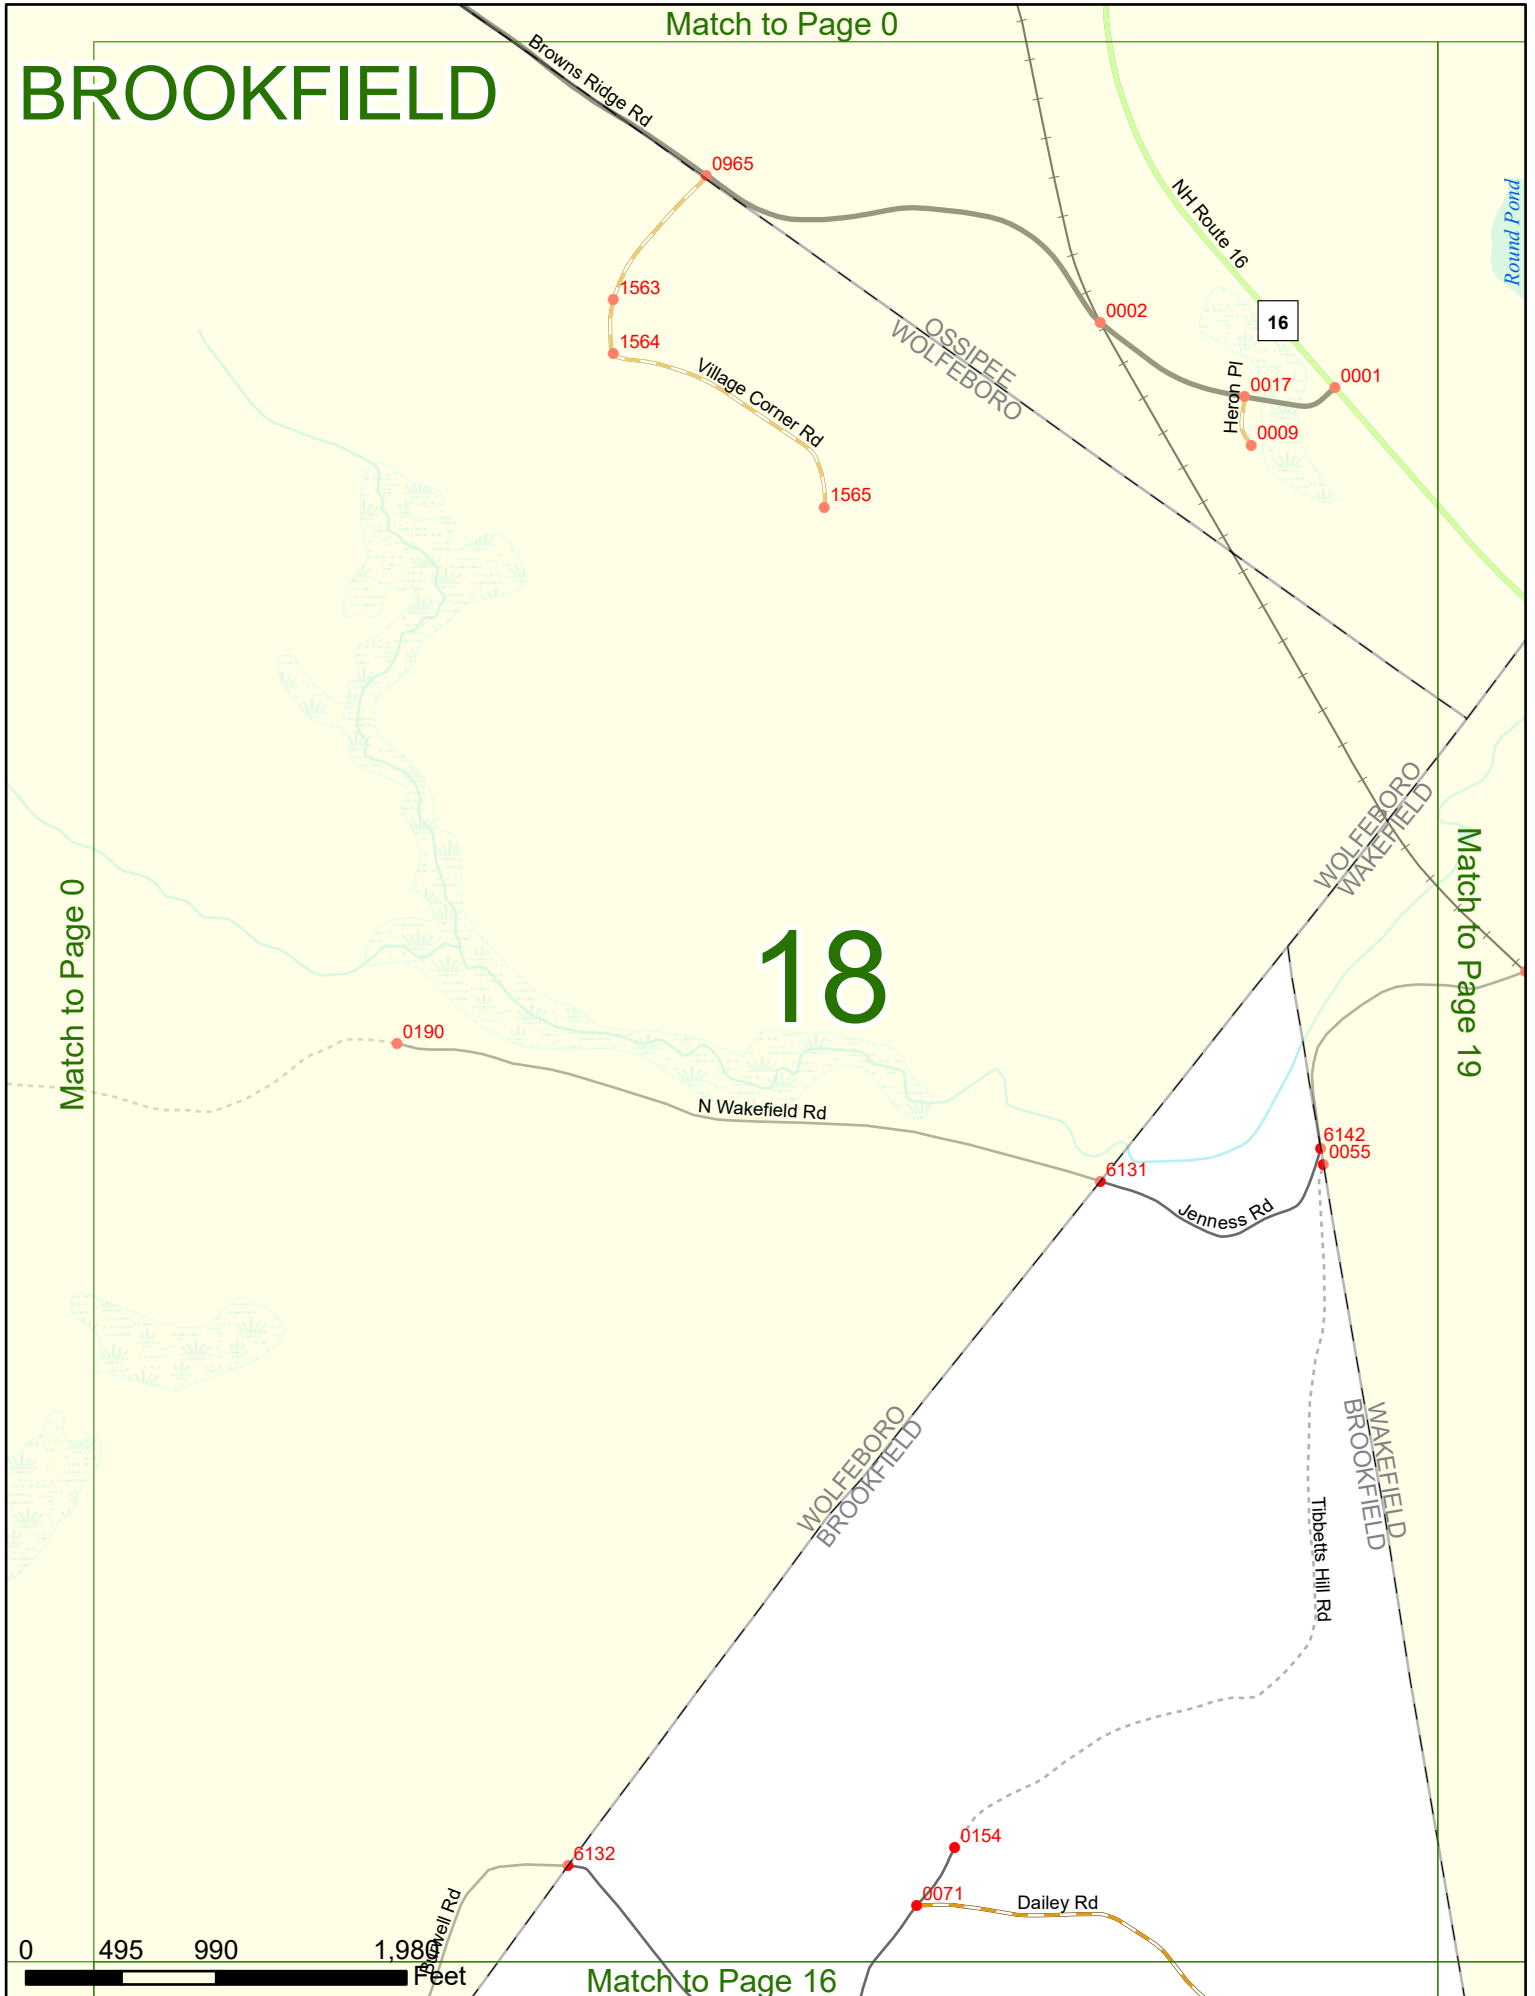 Match to Page 0
BROOKFIELD
Browns Ridge Rd
0965
NH Route 16
Round Pond
1563
16
0002
1564
OSSIPEE
WOLFEBORO
Village Corner Rd
Heron Pl
0017
0001
0009
1565
WOLFEBORO
WAKEFIELD
Match to Page 0
18
Match to Page 19
0190
N Wakefield Rd
6142
0055
6131
Jenness Rd
WOLFEBORO
BROOKFIELD
WAKEFIELD
BROOKFIELD
Tibbetts Hill Rd
0154
6132
0071
Dailey Rd
0 495 990 1,980
Feet
Match to Page 16